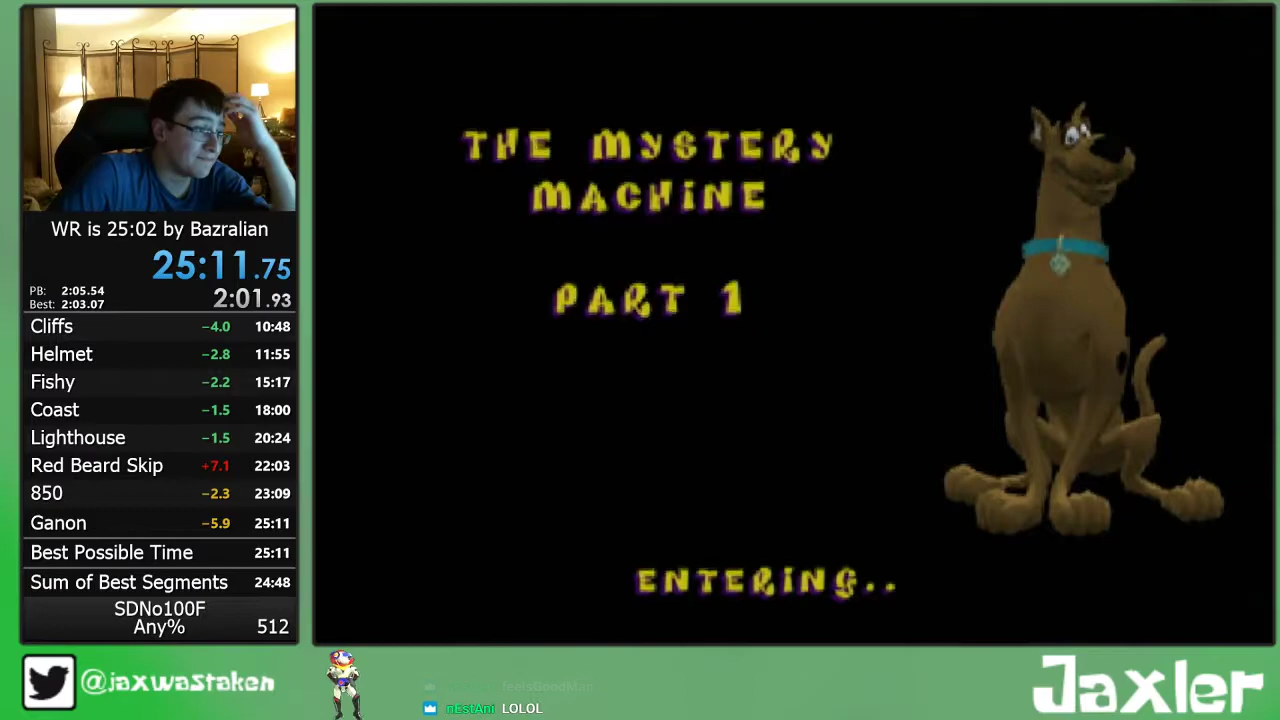 WR is 25:02 by Bazralian
25:11.75
PB: 2:05.54
Best: 2:03.07
2:01.93
Cliffs -4.0 10:48
Helmet -2.8 11:55
Fishy -2.2 15:17
Coast -1.5 18:00
Lighthouse -1.5 20:24
Red Beard Skip +7.1 22:03
850 -2.3 23:09
Ganon -5.9 25:11
Best Possible Time 25:11
Sum of Best Segments 24:48
SDNo100F
Any% 512
THE MYSTERY
MACHINE
PART 1
ENTERING..
@jaxwastaken
feelsGoodMan
nEstAni LOLOL
Jaxler